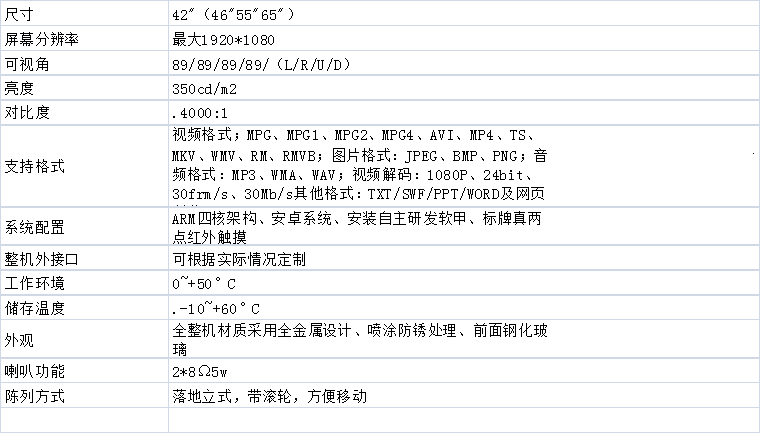 尺寸 42"（46"55"65"）
屏幕分辨率 最大1920*1080
可视角 89/89/89/89/（L/R/U/D）
亮度 350cd/m2
对比度 .4000:1
支持格式 视频格式；MPG、MPG1、MPG2、MPG4、AVI、MP4、TS、
MKV、WMV、RM、RMVB；图片格式：JPEG、BMP、PNG；音
频格式：MP3、WMA、WAV；视频解码：1080P、24bit、
30frm/s、30Mb/s其他格式：TXT/SWF/PPT/WORD及网页
系统配置 ARM四核架构、安卓系统、安装自主研发软甲、标牌真两
点红外触摸
整机外接口 可根据实际情况定制
工作环境 0~+50°C
储存温度 .-10~+60°C
外观 全整机材质采用全金属设计、喷涂防锈处理、前面钢化玻
璃
喇叭功能 2*8Ω5w
陈列方式 落地立式，带滚轮，方便移动